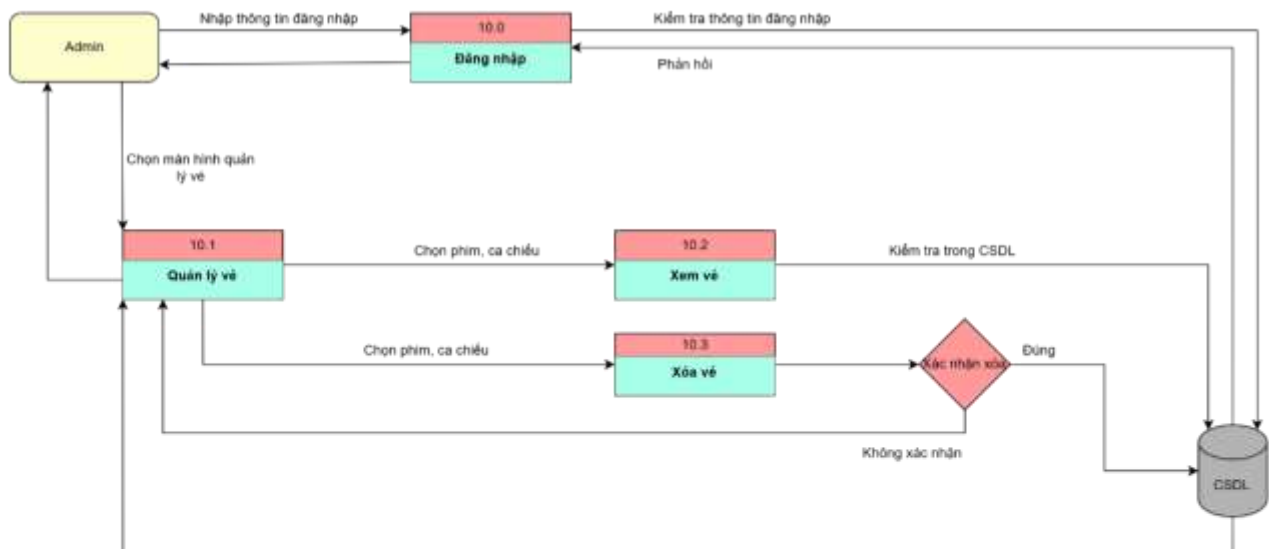 Nhập thông tin đăng nhập
Kiểm tra thông tin đăng nhập
Admin
10.0
Đăng nhập
Phản hồi
Chọn màn hình quản
lý vé
10.1
Quản lý vé
Chọn phim, ca chiếu
10.2
Xem vé
Kiểm tra trong CSDL
Chọn phim, ca chiếu
10.3
Xóa vé
Xác nhận xóa
Đúng
Không xác nhận
CSDL